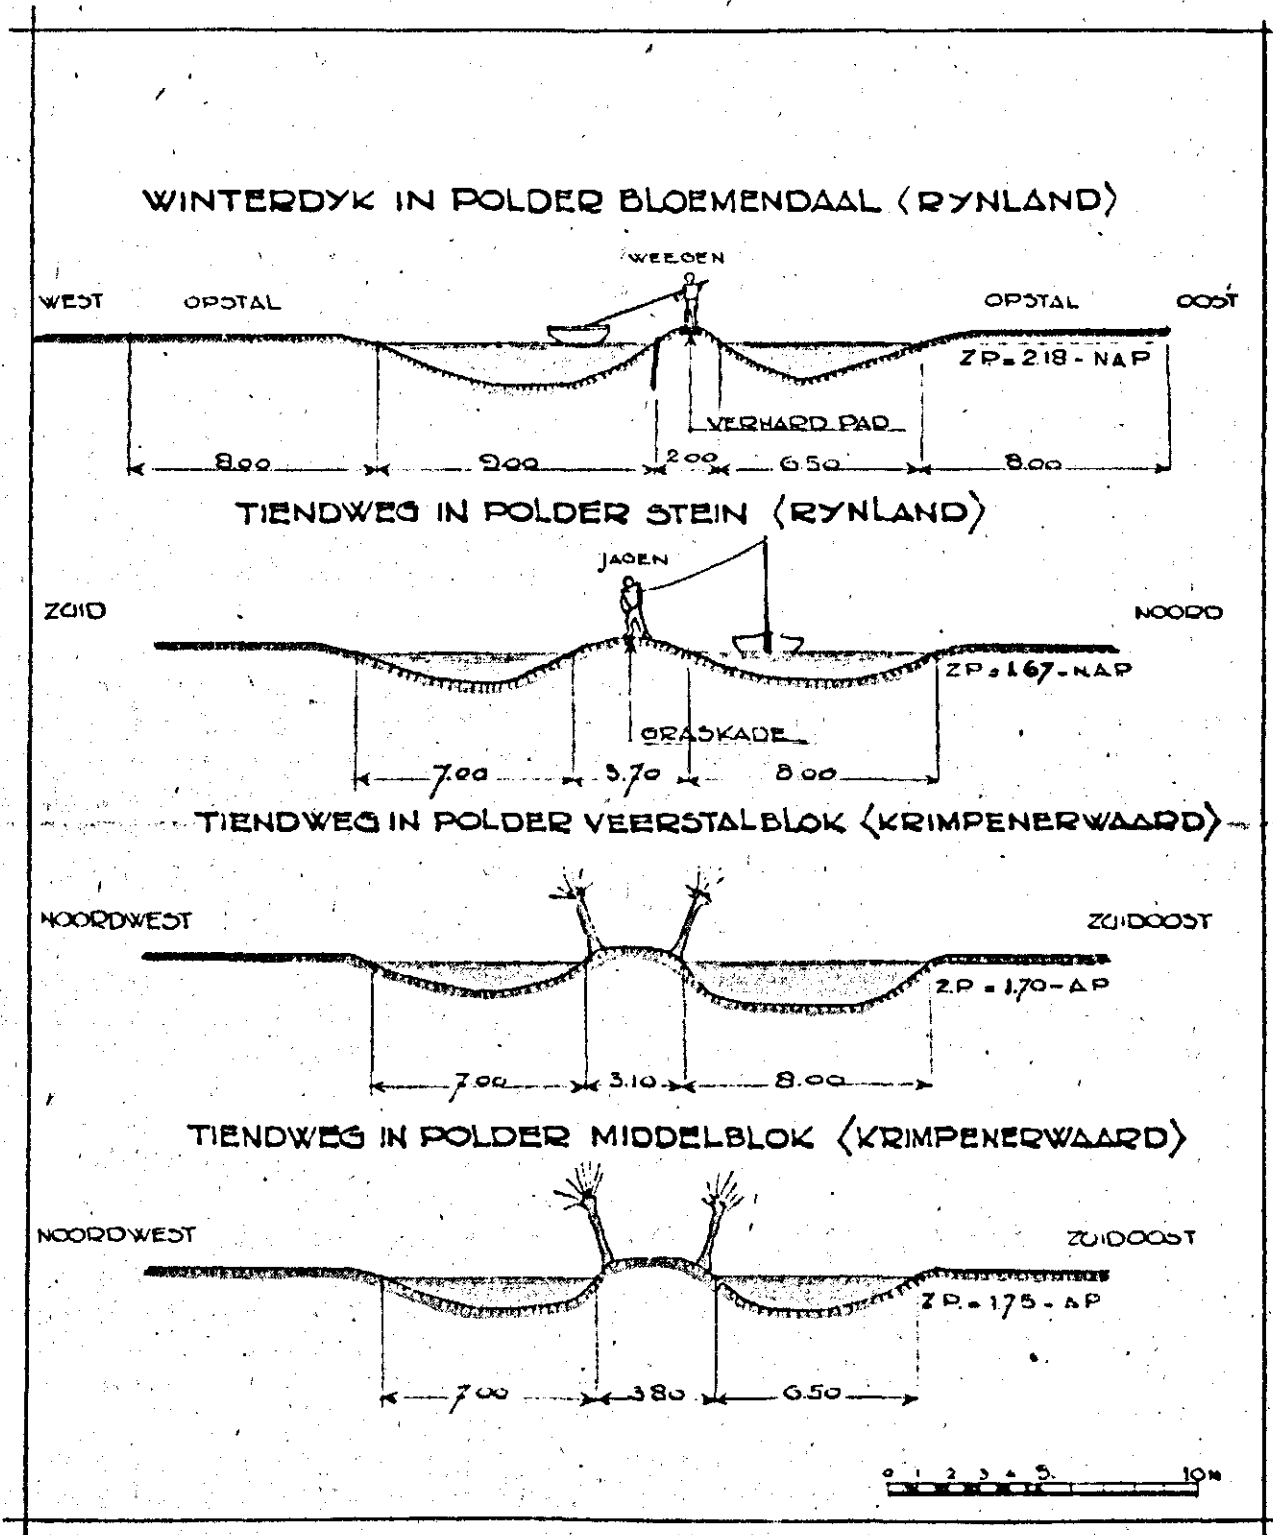 WINTERDYK IN POLDER BLOEMENDAAL (RYNLAND)
WEEGEN
WEST OPSTAL OPSTAL OOST
ZP=2.18-NAP
VERHARD PAD
8.00 9.00 2.00 6.50 8.00
TIENDWEG IN POLDER STEIN (RYNLAND)
JAGEN
ZUID NOORD
ZP=1.67-NAP
GRASKADE
7.00 3.70 8.00
TIENDWEG IN POLDER VEERSTALBLOK (KRIMPENERWAARD)
NOORDWEST ZUIDOOST
Z.P=1.70-AP
7.00 3.10 8.00
TIENDWEG IN POLDER MIDDELBLOK (KRIMPENERWAARD)
NOORDWEST ZUIDOOST
ZP.=1.75-AP
7.00 3.80 6.50
0 1 2 3 4 5 10M